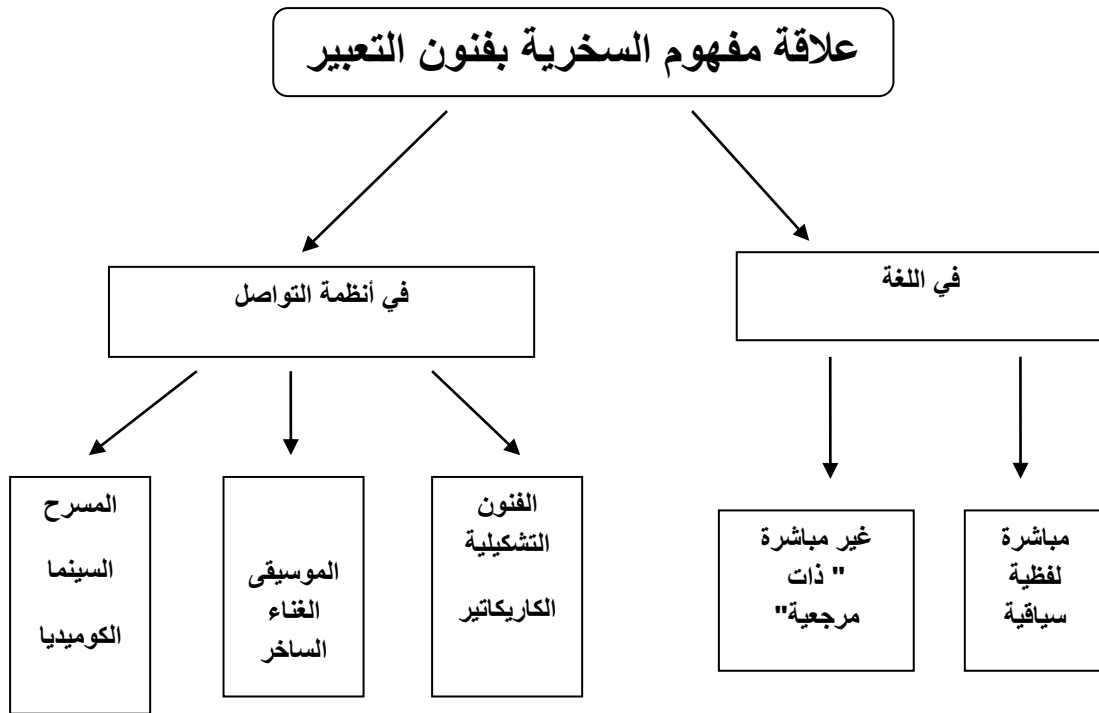 علاقة مفهوم السخرية بفنون التعبير
في اللغة
في أنظمة التواصل
مباشرة
لفظية
سياقية
غير مباشرة
" ذات
مرجعية"
الفنون
التشكيلية
الكاريكاتير
الموسيقى
الغناء
الساخر
المسرح
السينما
الكوميديا